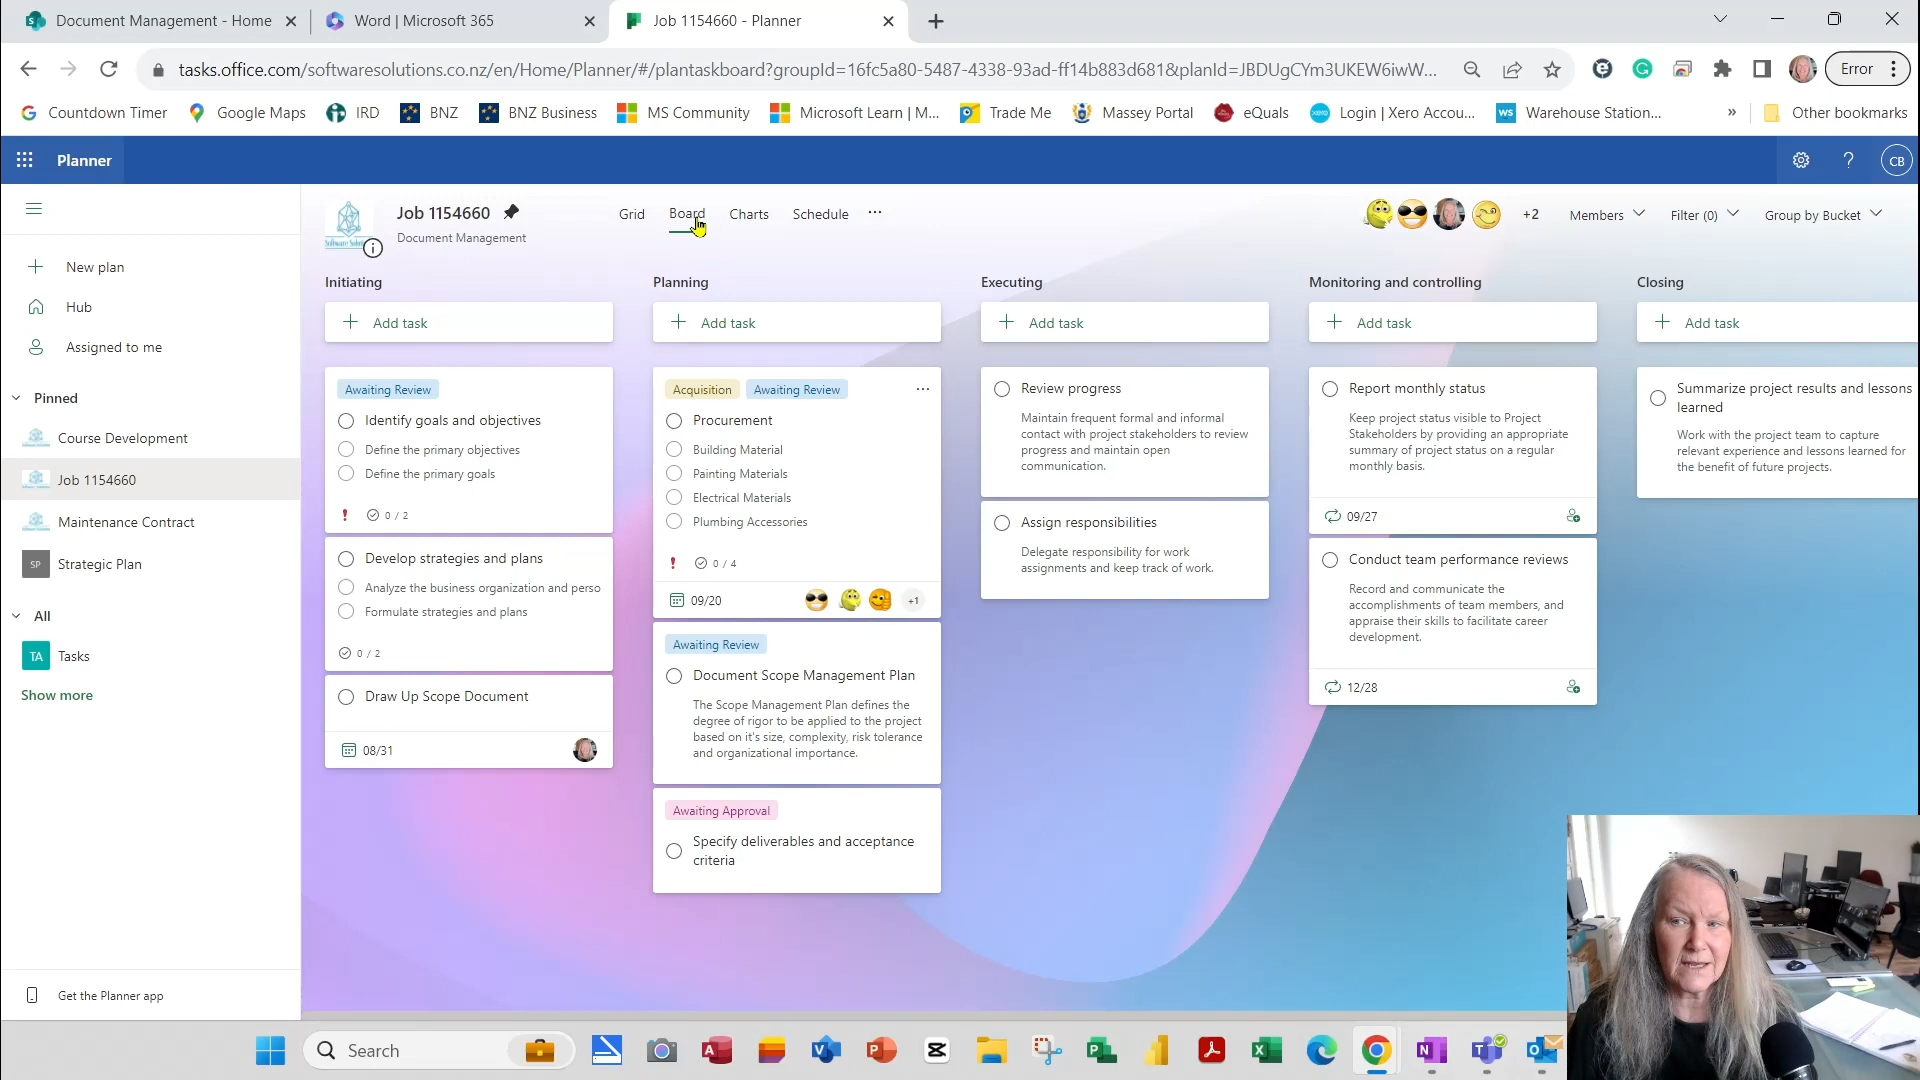 Document Management - Home
Word | Microsoft 365
Job 1154660 - Planner
tasks.office.com/softwaresolutions.co.nz/en/Home/Planner/#/plantaskboard?groupId=16fc5a80-5487-4338-93ad-ff14b883d681&planId=JBDUgCYm3UKEW6iwW...
Error
Countdown Timer
Google Maps
IRD
BNZ
BNZ Business
MS Community
Microsoft Learn | M...
Trade Me
Massey Portal
eQuals
Login | Xero Accou...
WS
Warehouse Station...
»
Other bookmarks
Planner
?
CB
Job 1154660
Document Management
Software Solutions
Grid
Board
Charts
Schedule
...
+2
Members
Filter (0)
Group by Bucket
New plan
Hub
Assigned to me
Pinned
Course Development
Job 1154660
Maintenance Contract
SP
Strategic Plan
All
TA
Tasks
Show more
Get the Planner app
Initiating
Add task
Awaiting Review
Identify goals and objectives
Define the primary objectives
Define the primary goals
0 / 2
Develop strategies and plans
Analyze the business organization and perso
Formulate strategies and plans
0 / 2
Draw Up Scope Document
08/31
Planning
Add task
Acquisition
Awaiting Review
...
Procurement
Building Material
Painting Materials
Electrical Materials
Plumbing Accessories
0 / 4
09/20
+1
Awaiting Review
Document Scope Management Plan
The Scope Management Plan defines the
degree of rigor to be applied to the project
based on it's size, complexity, risk tolerance
and organizational importance.
Awaiting Approval
Specify deliverables and acceptance
criteria
Executing
Add task
Review progress
Maintain frequent formal and informal
contact with project stakeholders to review
progress and maintain open
communication.
Assign responsibilities
Delegate responsibility for work
assignments and keep track of work.
Monitoring and controlling
Add task
Report monthly status
Keep project status visible to Project
Stakeholders by providing an appropriate
summary of project status on a regular
monthly basis.
09/27
Conduct team performance reviews
Record and communicate the
accomplishments of team members, and
appraise their skills to facilitate career
development.
12/28
Closing
Add task
Summarize project results and lessons
learned
Work with the project team to capture
relevant experience and lessons learned for
the benefit of future projects.
Search